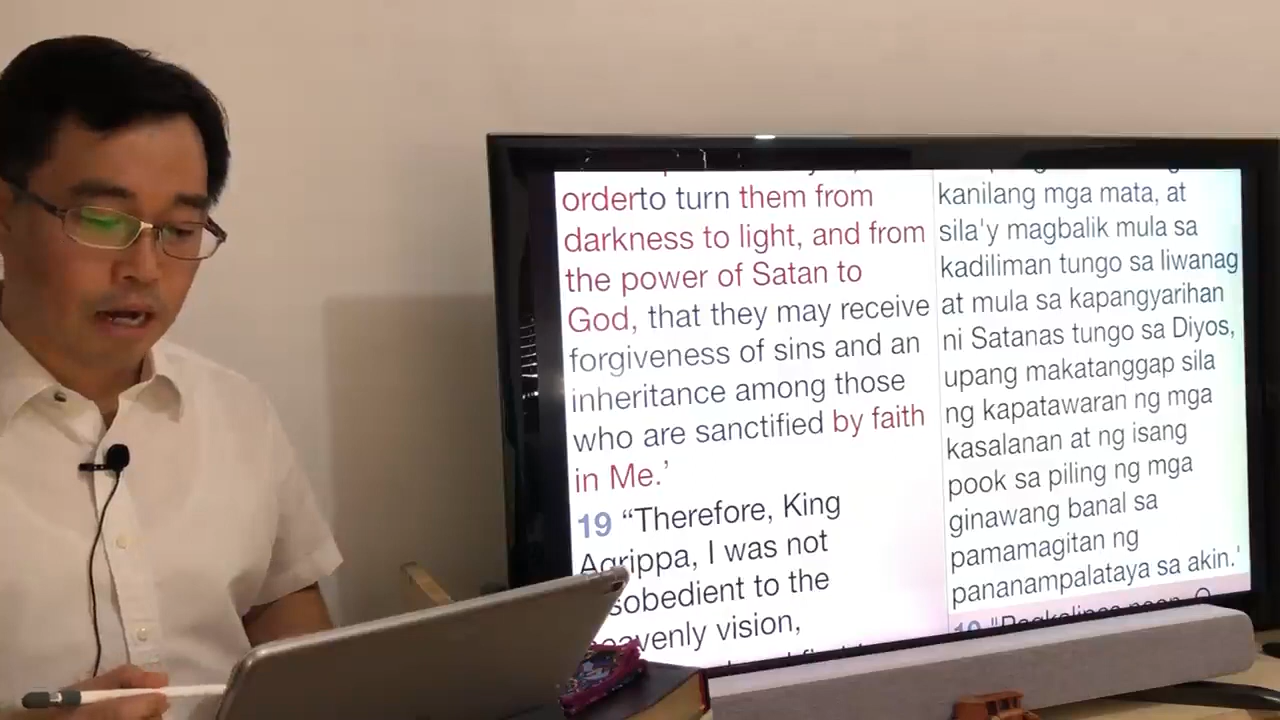 orderto turn them from
darkness to light, and from
the power of Satan to
God, that they may receive
forgiveness of sins and an
inheritance among those
who are sanctified by faith
in Me.’
19 “Therefore, King
Agrippa, I was not
sobedient to the
venly vision,
kanilang mga mata, at
sila'y magbalik mula sa
kadiliman tungo sa liwanag
at mula sa kapangyarihan
ni Satanas tungo sa Diyos,
upang makatanggap sila
ng kapatawaran ng mga
kasalanan at ng isang
pook sa piling ng mga
ginawang banal sa
pamamagitan ng
pananampalataya sa akin.'
19